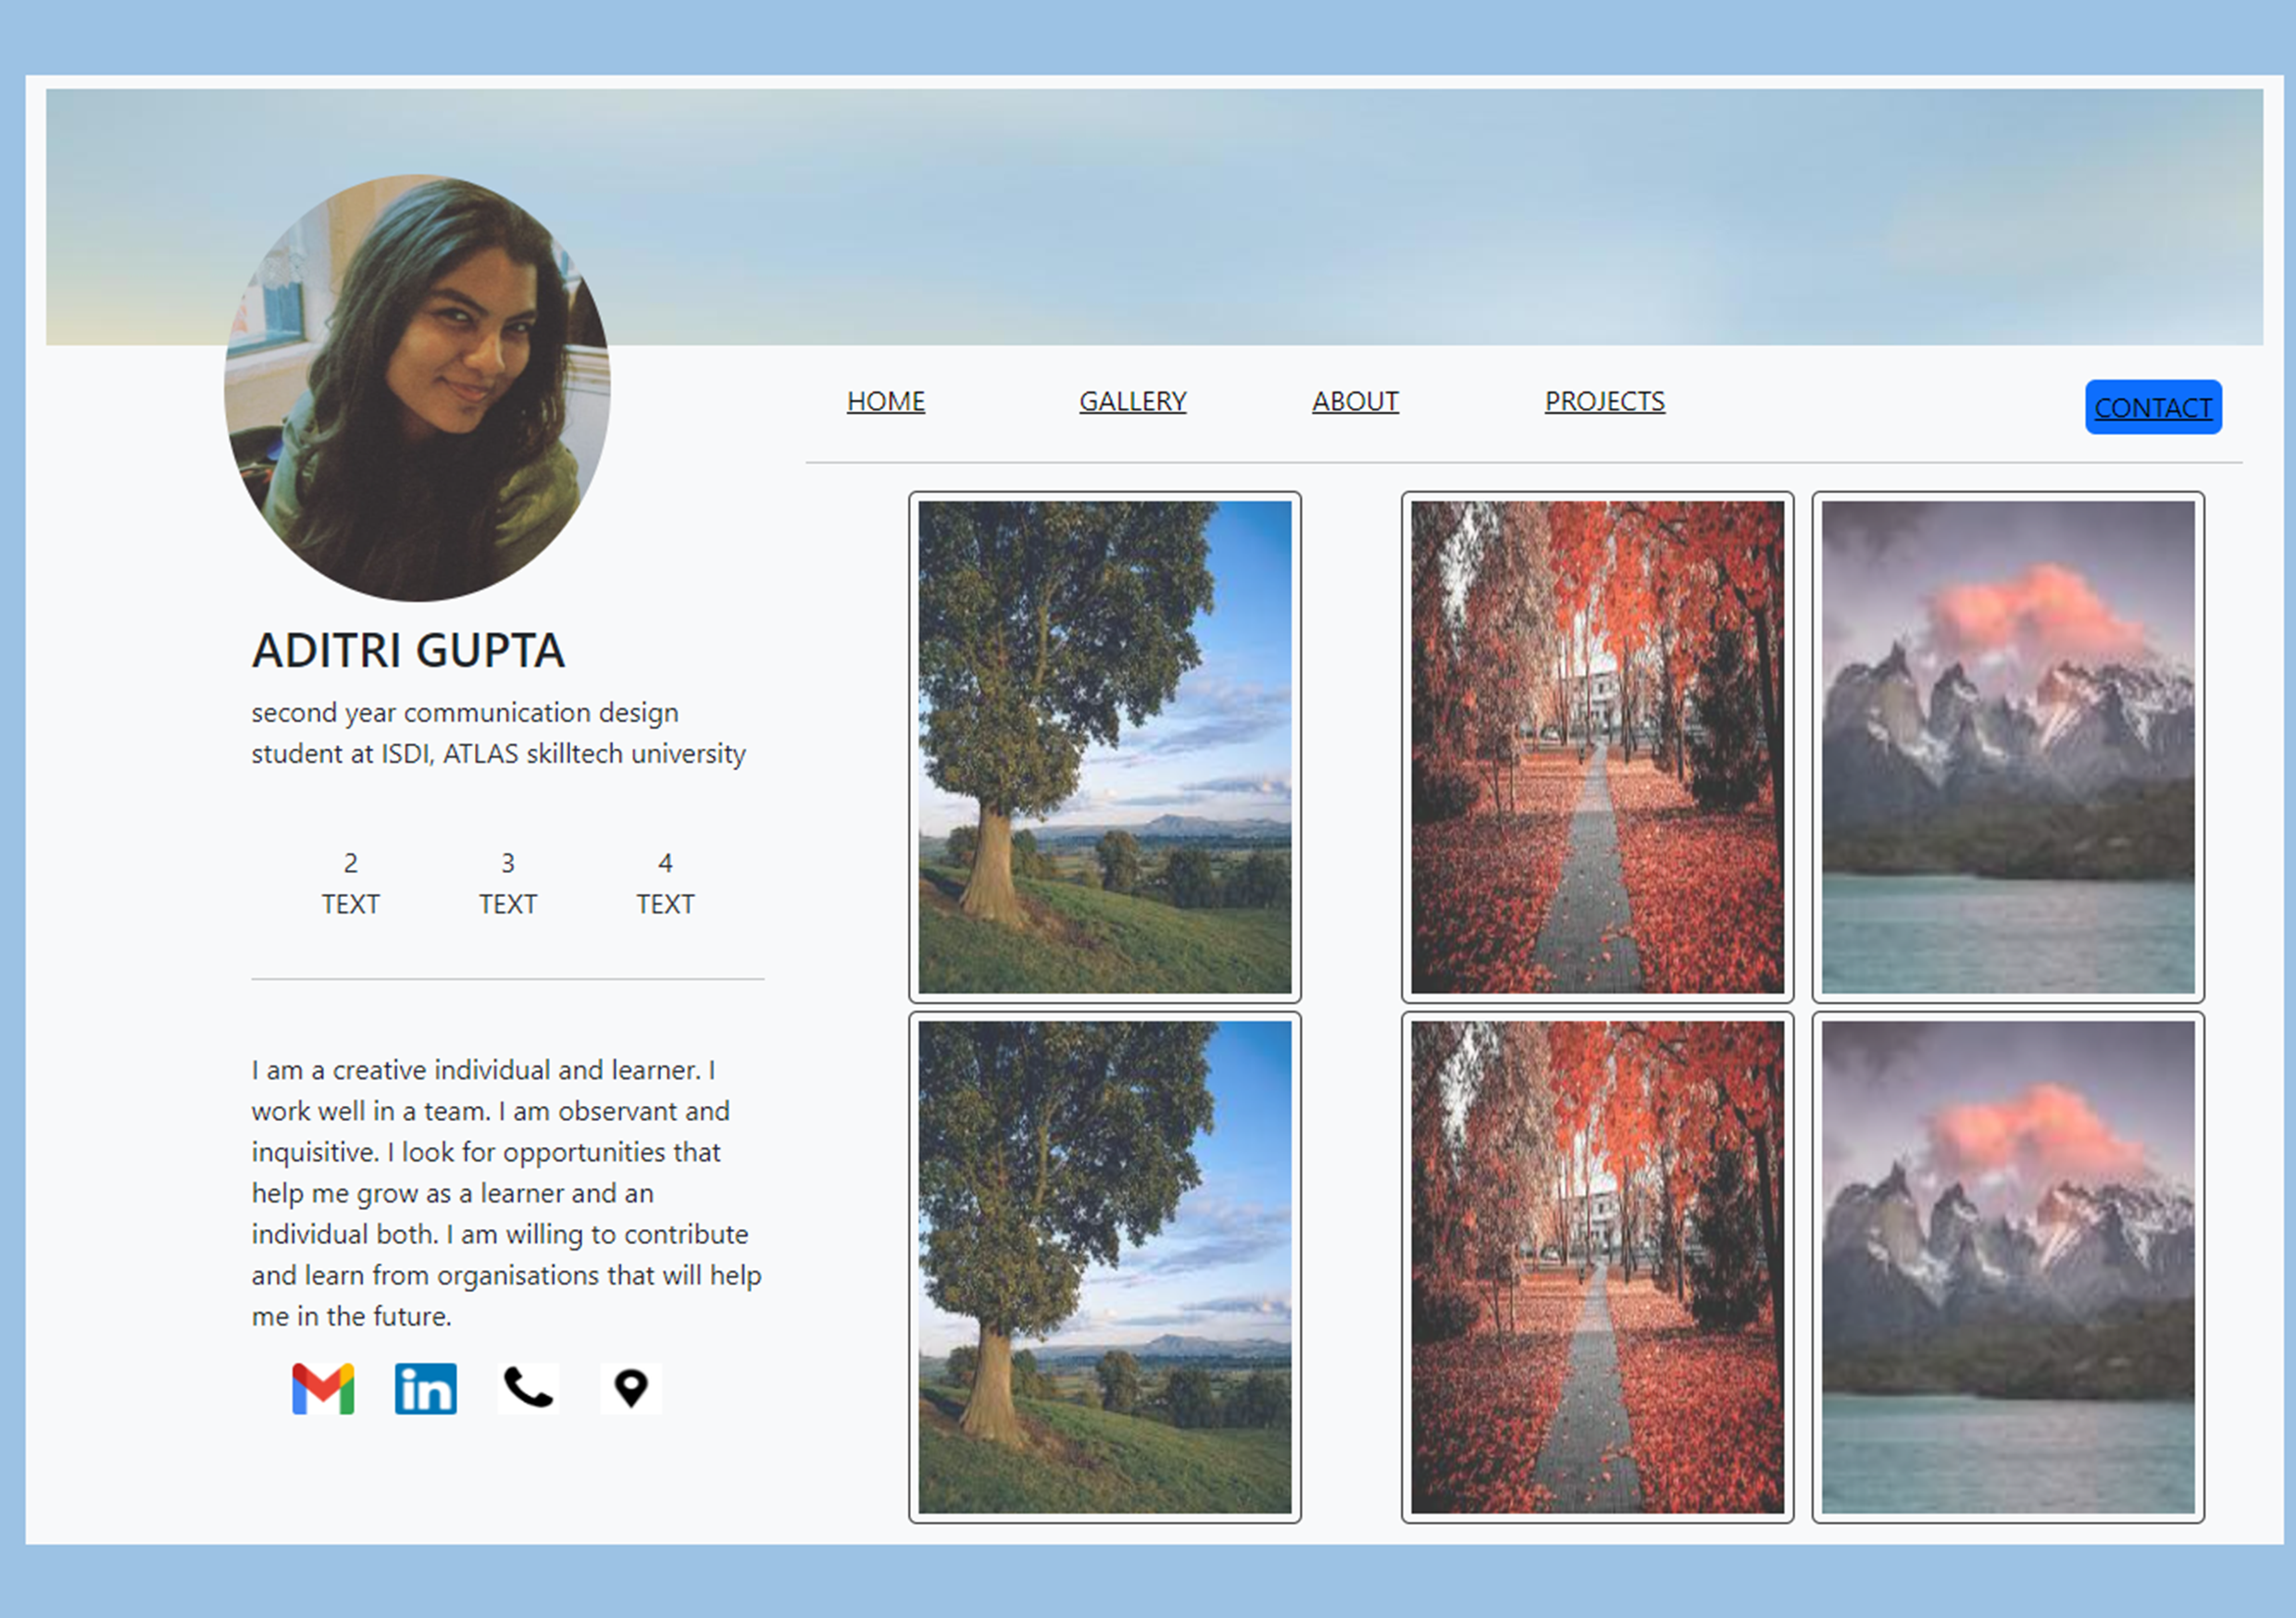 HOME GALLERY ABOUT PROJECTS CONTACT
ADITRI GUPTA
second year communication design
student at ISDI, ATLAS skilltech university
2 3 4
TEXT TEXT TEXT
I am a creative individual and learner. I
work well in a team. I am observant and
inquisitive. I look for opportunities that
help me grow as a learner and an
individual both. I am willing to contribute
and learn from organisations that will help
me in the future.
in